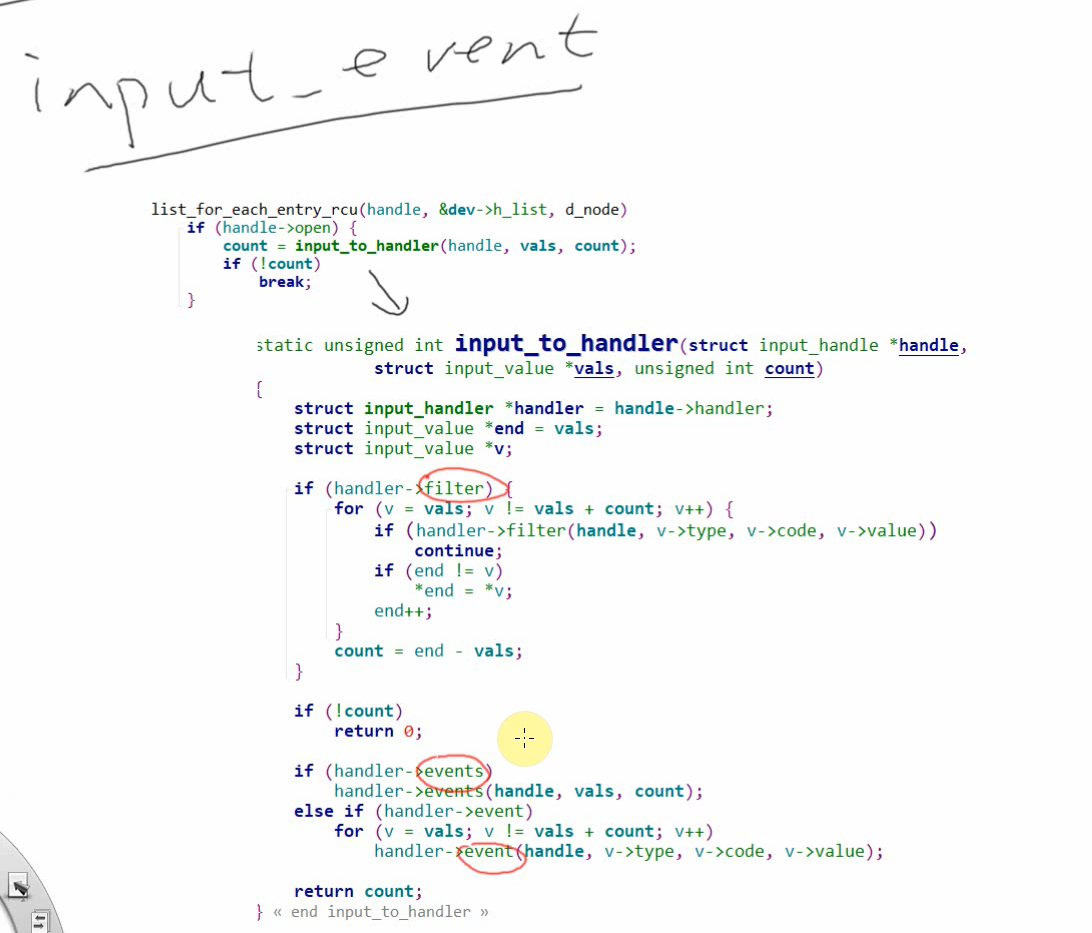 input_event
list_for_each_entry_rcu(handle, &dev->h_list, d_node)
if (handle->open) {
count = input_to_handler(handle, vals, count);
if (!count)
break;
}
static unsigned int input_to_handler(struct input_handle *handle,
struct input_value *vals, unsigned int count)
{
struct input_handler *handler = handle->handler;
struct input_value *end = vals;
struct input_value *v;
if (handler->filter) {
for (v = vals; v != vals + count; v++) {
if (handler->filter(handle, v->type, v->code, v->value))
continue;
if (end != v)
*end = *v;
end++;
}
count = end - vals;
}
if (!count)
return 0;
if (handler->events)
handler->events(handle, vals, count);
else if (handler->event)
for (v = vals; v != vals + count; v++)
handler->event(handle, v->type, v->code, v->value);
return count;
} « end input_to_handler »